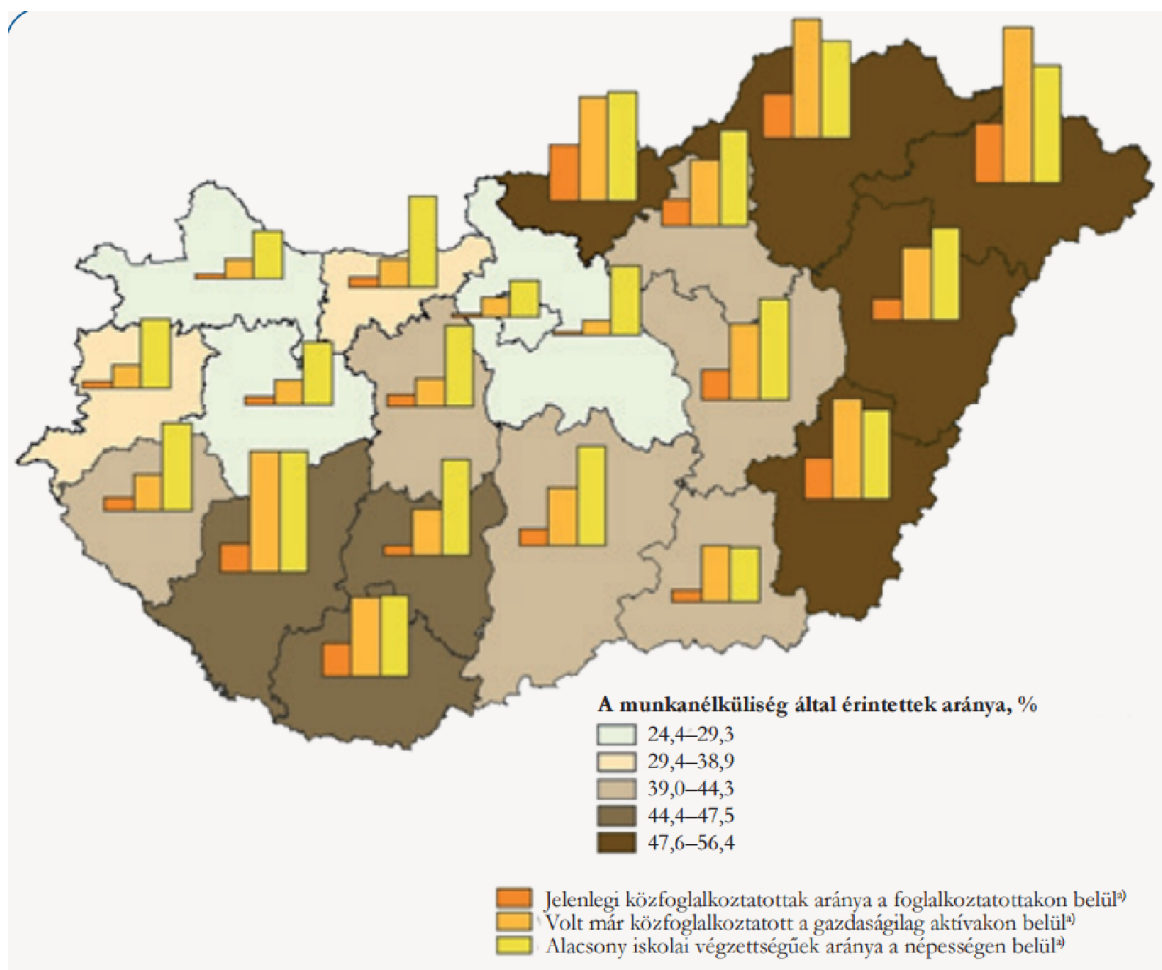 A munkanélküliség által érintettek aránya, %
24,4–29,3
29,4–38,9
39,0–44,3
44,4–47,5
47,6–56,4
Jelenlegi közfoglalkoztatottak aránya a foglalkoztatottakon belülᵃ⁾
Volt már közfoglalkoztatott a gazdaságilag aktívakon belülᵃ⁾
Alacsony iskolai végzettségűek aránya a népességen belülᵃ⁾